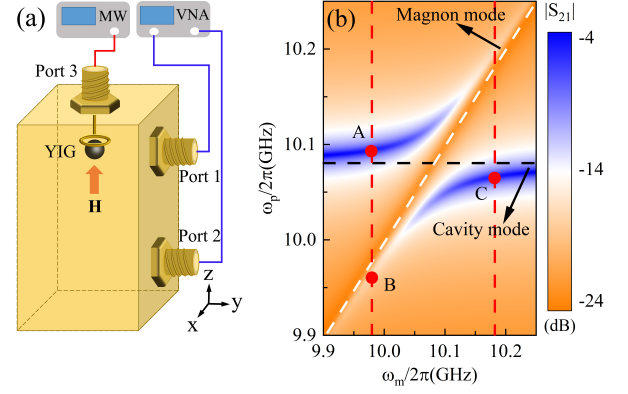 (a)
MW
VNA
Port 3
YIG
H
Port 1
Port 2
z
y
x
(b)
Magnon mode
|S21|
10.2
10.1
10.0
9.9
ωp/2π(GHz)
A
B
C
Cavity mode
9.9 10.0 10.1 10.2
ωm/2π(GHz)
-4
-14
-24
(dB)